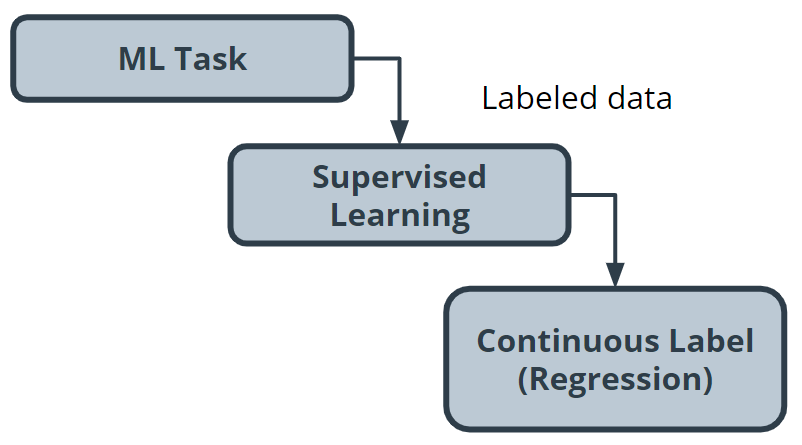 ML Task
Labeled data
Supervised
Learning
Continuous Label
(Regression)